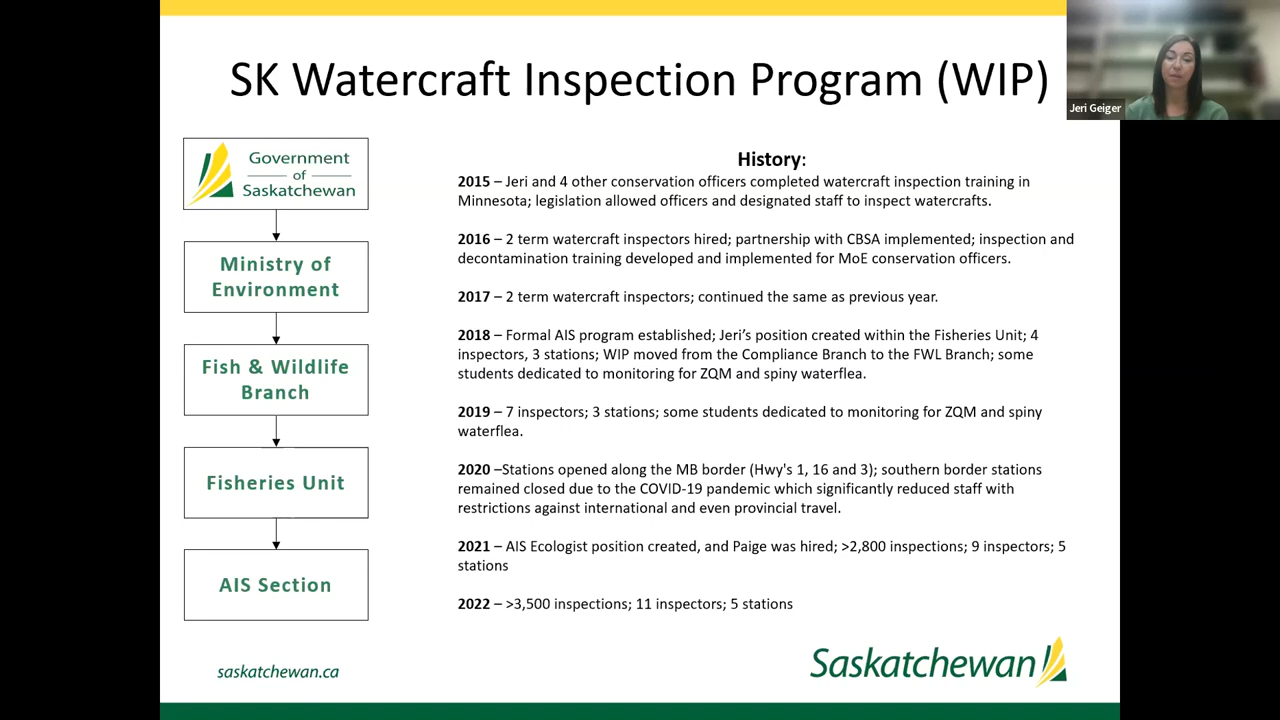 SK Watercraft Inspection Program (WIP)
Jeri Geiger
Government
of
Saskatchewan
Ministry of
Environment
Fish & Wildlife
Branch
Fisheries Unit
AIS Section
History:
2015 – Jeri and 4 other conservation officers completed watercraft inspection training in
Minnesota; legislation allowed officers and designated staff to inspect watercrafts.
2016 – 2 term watercraft inspectors hired; partnership with CBSA implemented; inspection and
decontamination training developed and implemented for MoE conservation officers.
2017 – 2 term watercraft inspectors; continued the same as previous year.
2018 – Formal AIS program established; Jeri's position created within the Fisheries Unit; 4
inspectors, 3 stations; WIP moved from the Compliance Branch to the FWL Branch; some
students dedicated to monitoring for ZQM and spiny waterflea.
2019 – 7 inspectors; 3 stations; some students dedicated to monitoring for ZQM and spiny
waterflea.
2020 –Stations opened along the MB border (Hwy's 1, 16 and 3); southern border stations
remained closed due to the COVID-19 pandemic which significantly reduced staff with
restrictions against international and even provincial travel.
2021 – AIS Ecologist position created, and Paige was hired; >2,800 inspections; 9 inspectors; 5
stations
2022 – >3,500 inspections; 11 inspectors; 5 stations
saskatchewan.ca
Saskatchewan